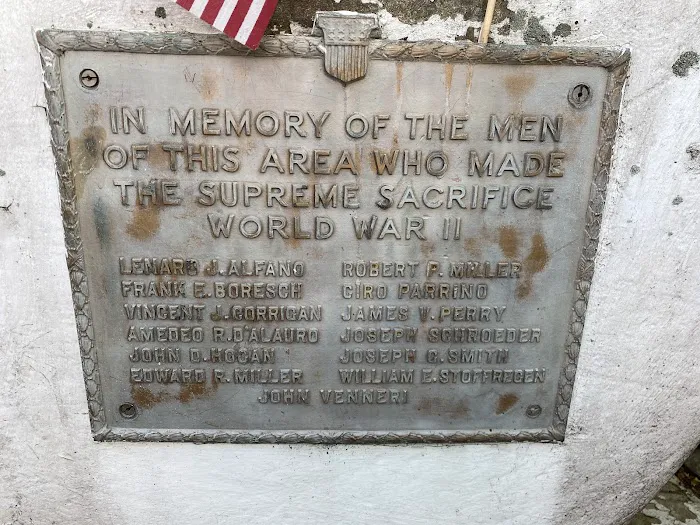 IN MEMORY OF THE MEN
OF THIS AREA WHO MADE
THE SUPREME SACRIFICE
WORLD WAR II
LENARD J. ALFANO ROBERT P. MILLER
FRANK E. BORESCH CIRO PARRINO
VINCENT J. CORRIGAN JAMES V. PERRY
AMEDEO R. D'ALAURO JOSEPH SCHROEDER
JOHN D. HOGAN JOSEPH C. SMITH
EDWARD R. MILLER WILLIAM E. STOFFREGEN
JOHN VENNERI